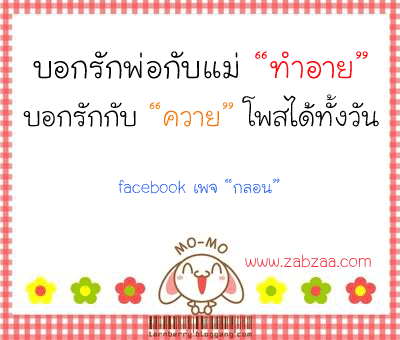 บอกรักพ่อกับแม่ “ทำอาย”
บอกรักกับ “ควาย” โพสได้ทั้งวัน
facebook เพจ “กลอน”
MO-MO
www.zabzaa.com
tarnberry.bloggang.com